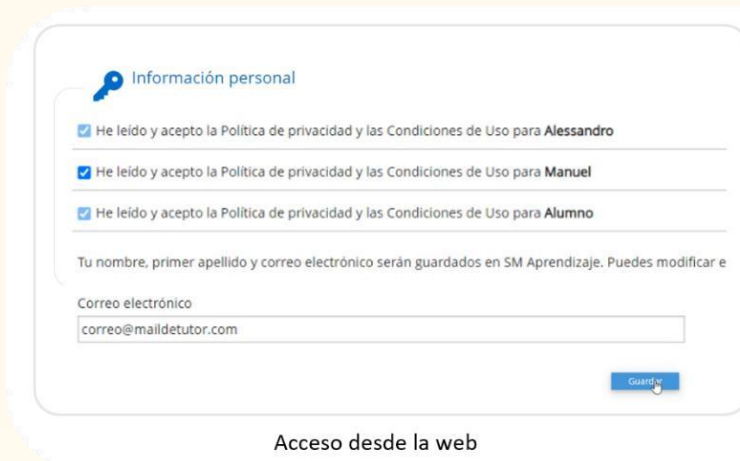 Información personal
He leído y acepto la Política de privacidad y las Condiciones de Uso para Alessandro
He leído y acepto la Política de privacidad y las Condiciones de Uso para Manuel
He leído y acepto la Política de privacidad y las Condiciones de Uso para Alumno
Tu nombre, primer apellido y correo electrónico serán guardados en SM Aprendizaje. Puedes modificar e
Correo electrónico
correo@maildetutor.com
Guardar
Acceso desde la web